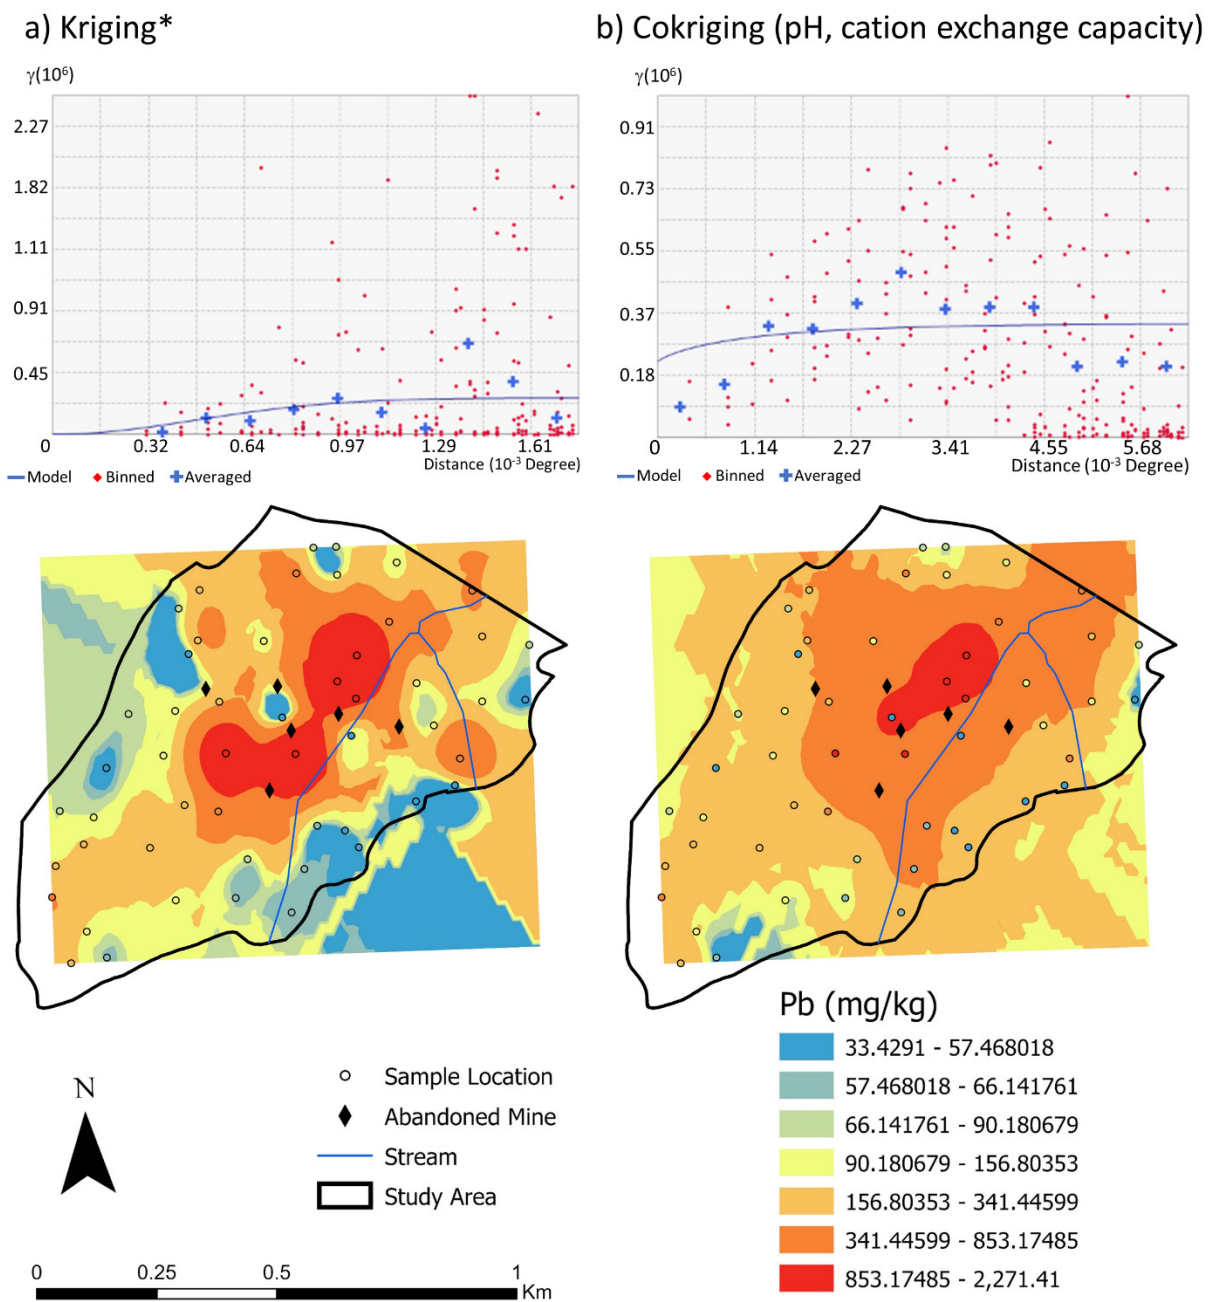 a) Kriging*
b) Cokriging (pH, cation exchange capacity)
γ(10⁶)
2.27
1.82
1.11
0.91
0.45
0
0.32
0.64
0.97
1.29
1.61
Distance (10⁻³ Degree)
Model
Binned
Averaged
γ(10⁶)
0.91
0.73
0.55
0.37
0.18
0
1.14
2.27
3.41
4.55
5.68
Distance (10⁻³ Degree)
Model
Binned
Averaged
N
Sample Location
Abandoned Mine
Stream
Study Area
0
0.25
0.5
1
Km
Pb (mg/kg)
33.4291 - 57.468018
57.468018 - 66.141761
66.141761 - 90.180679
90.180679 - 156.80353
156.80353 - 341.44599
341.44599 - 853.17485
853.17485 - 2,271.41